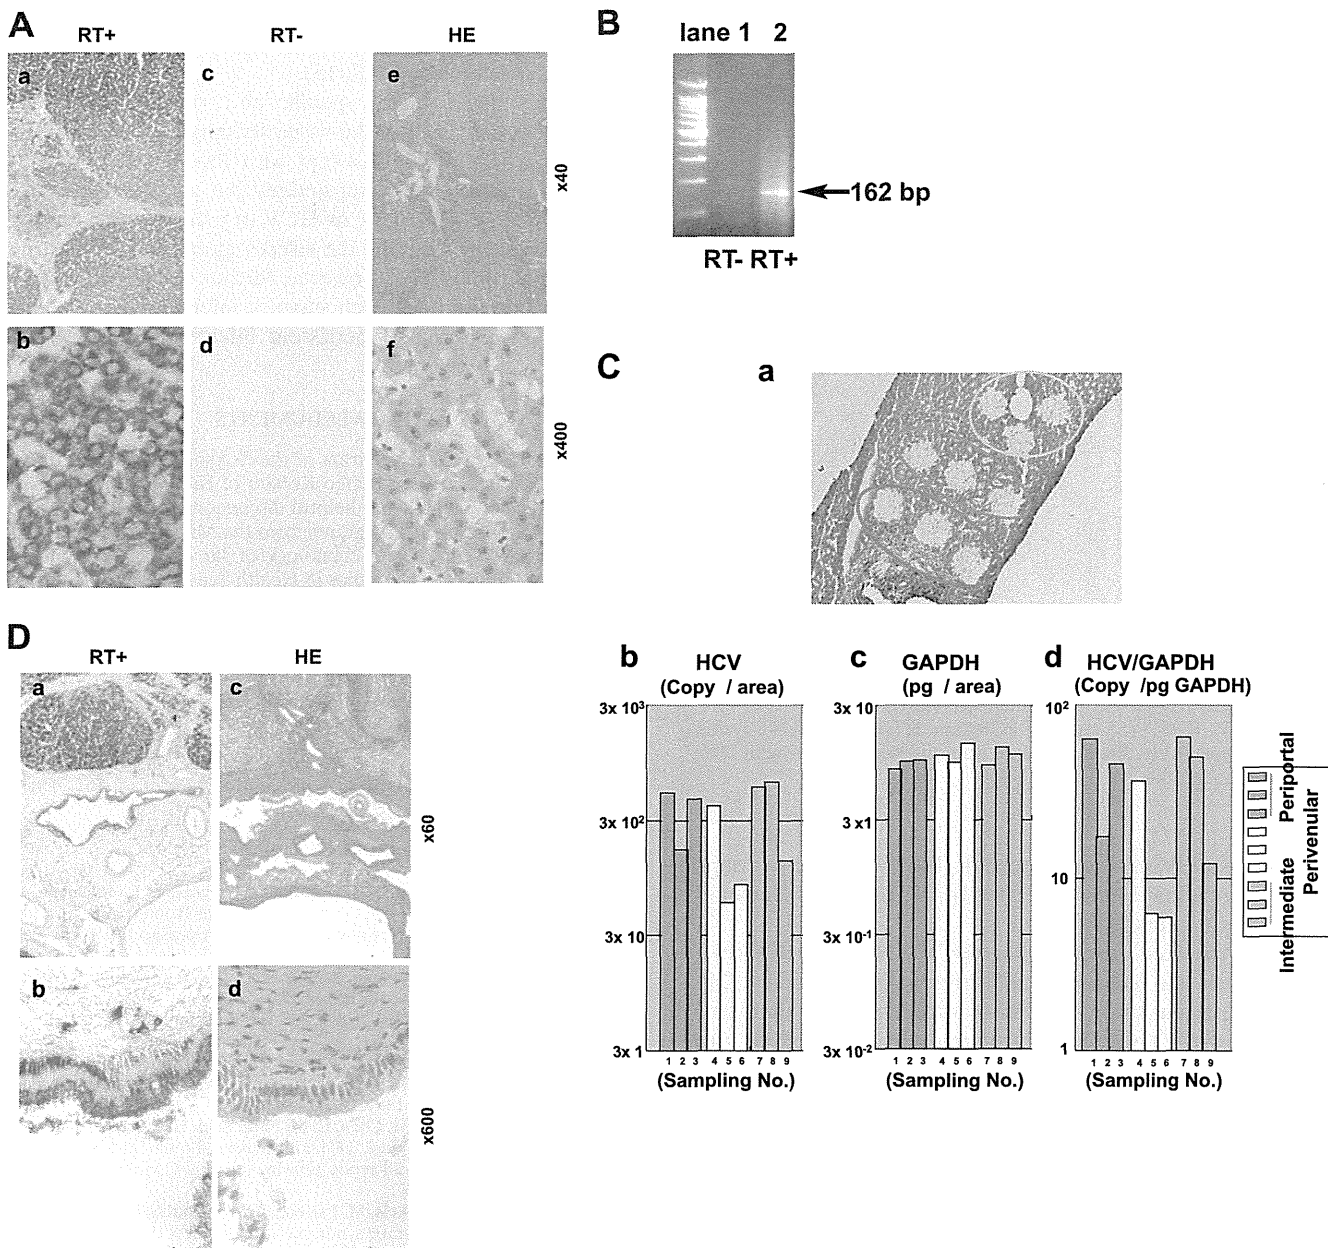 A
RT+
RT-
HE
a
c
e
x40
b
d
f
x400
B
lane 1 2
162 bp
RT- RT+
C
a
D
RT+
HE
a
c
x60
b
d
x600
b
HCV
(Copy / area)
3x 10³
3x 10²
3x 10
3x 1
1 2 3 4 5 6 7 8 9
(Sampling No.)
c
GAPDH
(pg / area)
3x 10
3 x1
3x 10⁻¹
3x 10⁻²
1 2 3 4 5 6 7 8 9
(Sampling No.)
d
HCV/GAPDH
(Copy /pg GAPDH)
10²
10
1
1 2 3 4 5 6 7 8 9
(Sampling No.)
Periportal
Perivenular
Intermediate